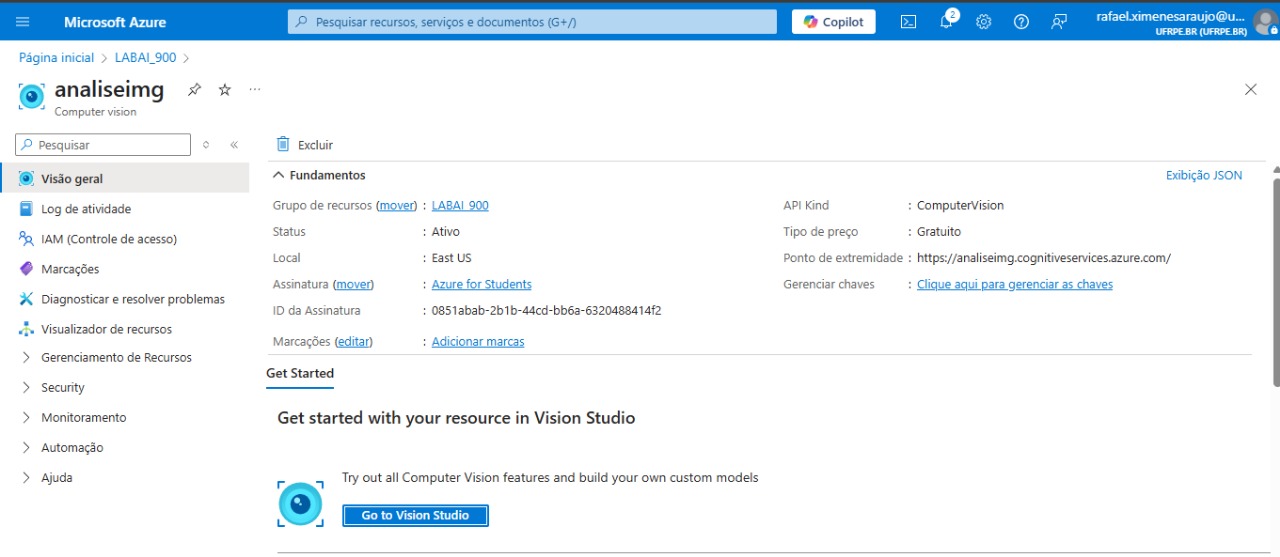 Microsoft Azure
Pesquisar recursos, serviços e documentos (G+/)
Copilot
2
rafael.ximenesaraujo@u...
UFRPE.BR (UFRPE.BR)
Página inicial > LABAI_900 >
analiseimg
Computer vision
Pesquisar
Excluir
Visão geral
Log de atividade
IAM (Controle de acesso)
Marcações
Diagnosticar e resolver problemas
Visualizador de recursos
Gerenciamento de Recursos
Security
Monitoramento
Automação
Ajuda
Fundamentos
Exibição JSON
Grupo de recursos (mover) : LABAI_900
Status : Ativo
Local : East US
Assinatura (mover) : Azure for Students
ID da Assinatura : 0851abab-2b1b-44cd-bb6a-6320488414f2
Marcações (editar) : Adicionar marcas
API Kind : ComputerVision
Tipo de preço : Gratuito
Ponto de extremidade : https://analiseimg.cognitiveservices.azure.com/
Gerenciar chaves : Clique aqui para gerenciar as chaves
Get Started
Get started with your resource in Vision Studio
Try out all Computer Vision features and build your own custom models
Go to Vision Studio